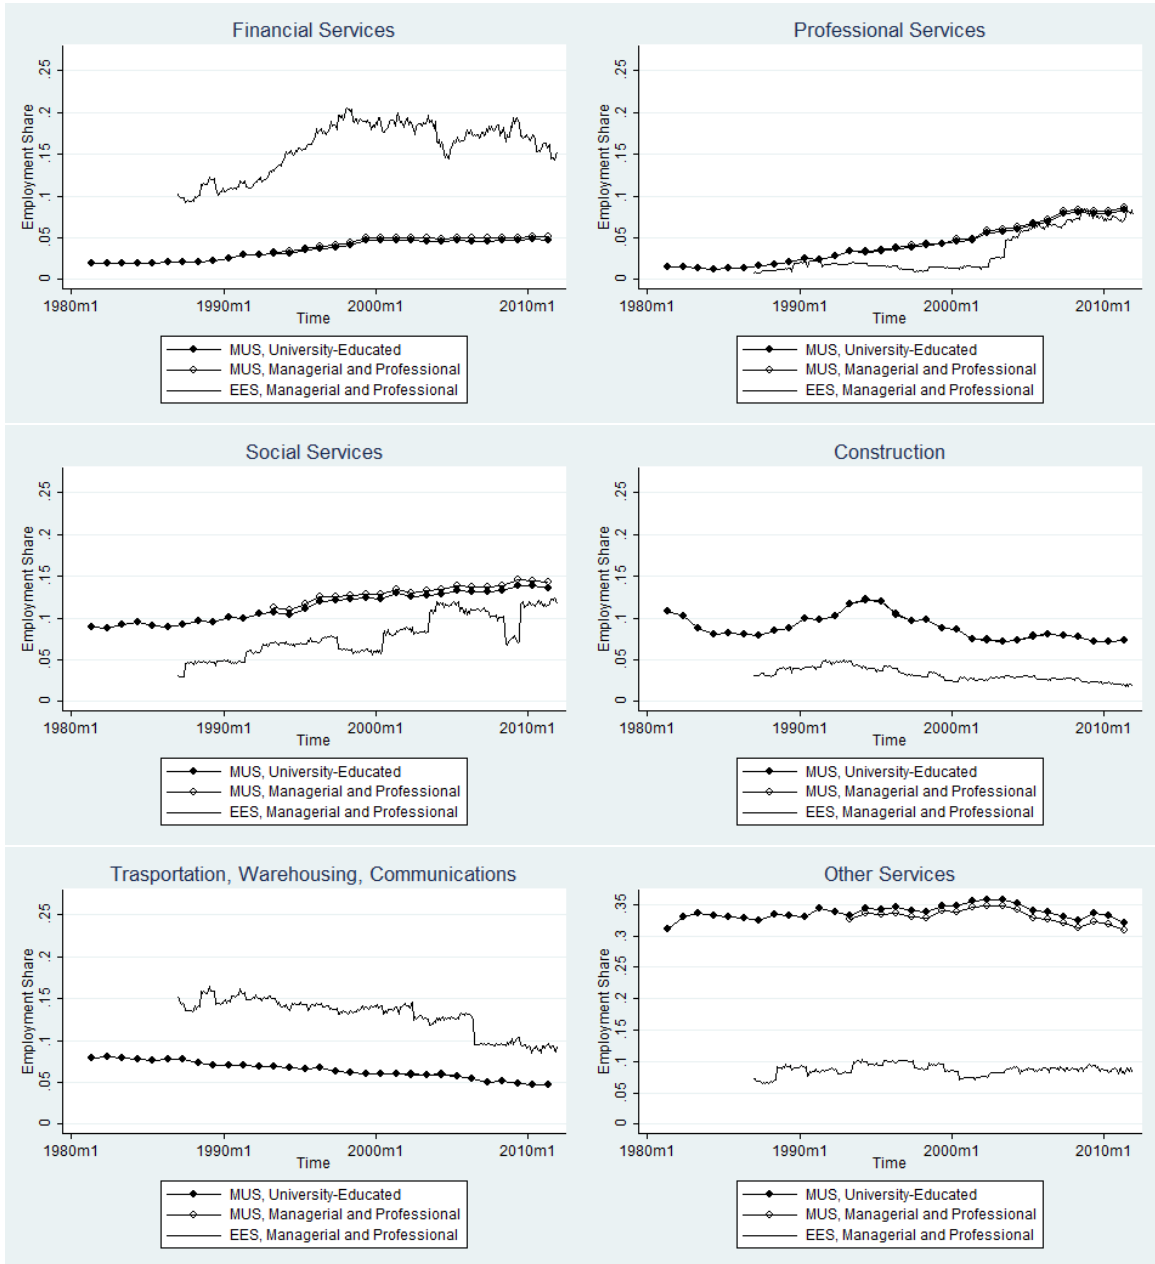 Financial Services
Employment Share
.25
.2
.15
.1
.05
0
1980m1 1990m1 2000m1 2010m1
Time
MUS, University-Educated
MUS, Managerial and Professional
EES, Managerial and Professional
Professional Services
Employment Share
.25
.2
.15
.1
.05
0
1980m1 1990m1 2000m1 2010m1
Time
MUS, University-Educated
MUS, Managerial and Professional
EES, Managerial and Professional
Social Services
Employment Share
.25
.2
.15
.1
.05
0
1980m1 1990m1 2000m1 2010m1
Time
MUS, University-Educated
MUS, Managerial and Professional
EES, Managerial and Professional
Construction
Employment Share
.25
.2
.15
.1
.05
0
1980m1 1990m1 2000m1 2010m1
Time
MUS, University-Educated
MUS, Managerial and Professional
EES, Managerial and Professional
Trasportation, Warehousing, Communications
Employment Share
.25
.2
.15
.1
.05
0
1980m1 1990m1 2000m1 2010m1
Time
MUS, University-Educated
MUS, Managerial and Professional
EES, Managerial and Professional
Other Services
Employment Share
.35
.3
.25
.2
.15
.1
.05
0
1980m1 1990m1 2000m1 2010m1
Time
MUS, University-Educated
MUS, Managerial and Professional
EES, Managerial and Professional